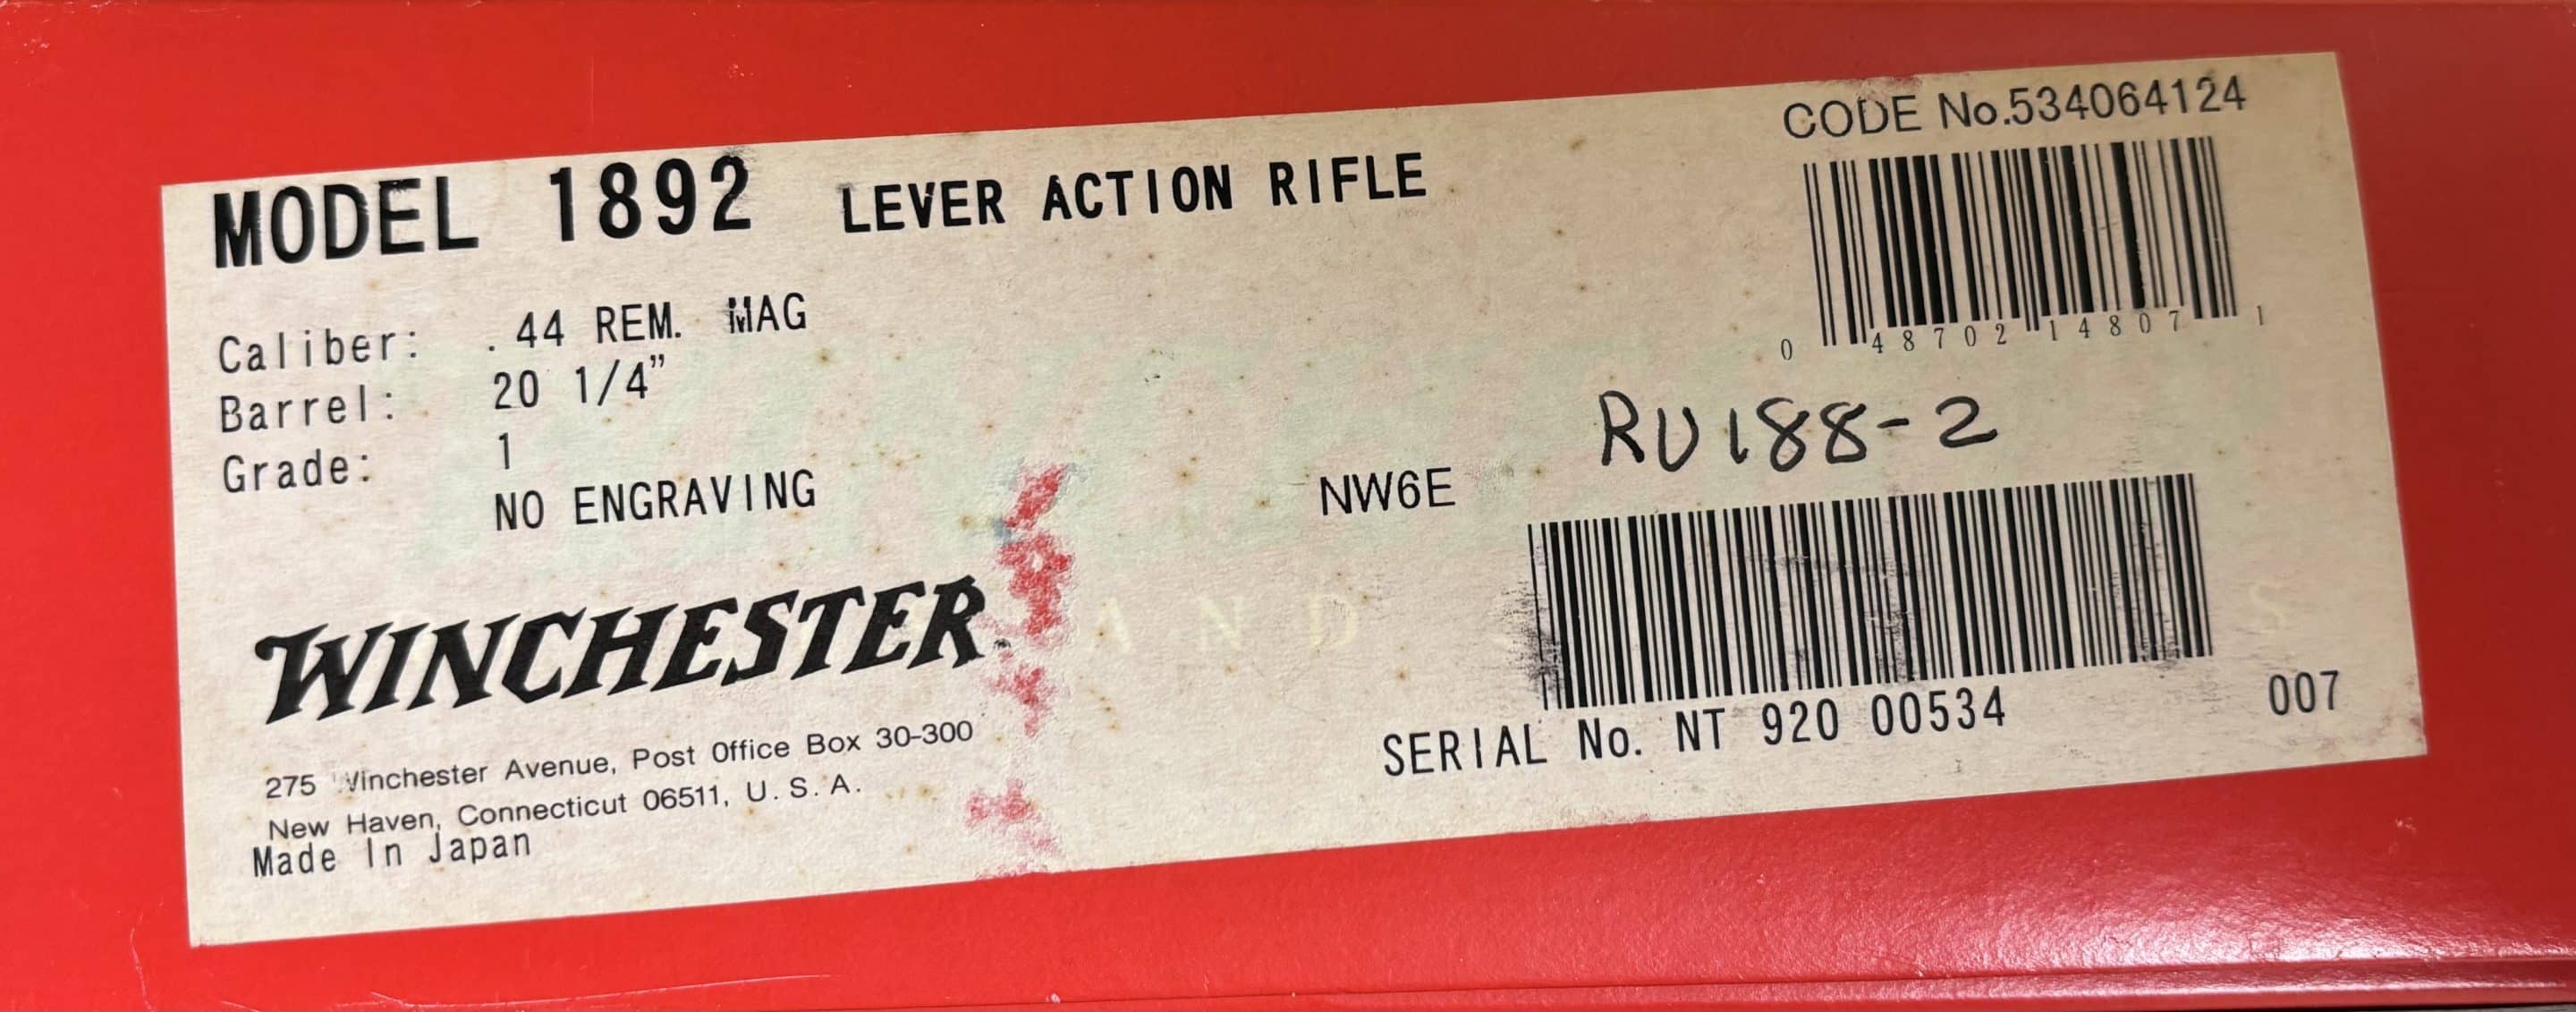 CODE No.534064124
MODEL 1892 LEVER ACTION RIFLE
0 48702 14807 1
Caliber: .44 REM. MAG
Barrel: 20 1/4”
Grade: 1
NO ENGRAVING
RU188-2
NW6E
WINCHESTER
AND
S
SERIAL No. NT 920 00534
007
275 Winchester Avenue, Post Office Box 30-300
New Haven, Connecticut 06511, U.S.A.
Made In Japan